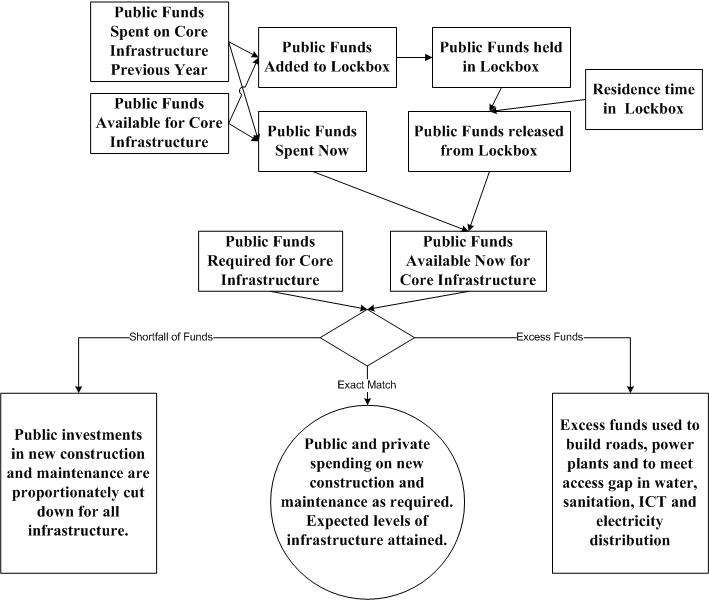 Public Funds
Spent on Core
Infrastructure
Previous Year
Public Funds
Added to Lockbox
Public Funds held
in Lockbox
Residence time
in Lockbox
Public Funds
Available for Core
Infrastructure
Public Funds
Spent Now
Public Funds released
from Lockbox
Public Funds
Required for Core
Infrastructure
Public Funds
Available Now for
Core Infrastructure
Shortfall of Funds
Excess Funds
Exact Match
Public investments
in new construction
and maintenance are
proportionately cut
down for all
infrastructure.
Public and private
spending on new
construction and
maintenance as required.
Expected levels of
infrastructure attained.
Excess funds used to
build roads, power
plants and to meet
access gap in water,
sanitation, ICT and
electricity
distribution